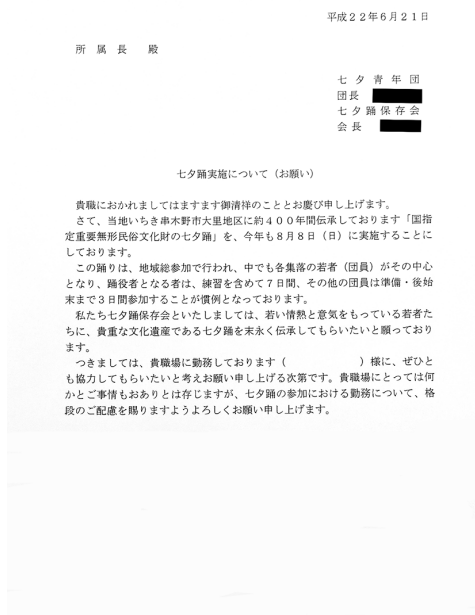 平成２２年６月２１日
所　属　長　　殿
七　夕　青　年　団
団長
七　夕　踊　保　存　会
会長
七夕踊実施について（お願い）
貴職におかれましてはますます御清祥のこととお慶び申し上げます。
さて、当地いちき串木野市大里地区に約４００年間伝承しております「国指
定重要無形民俗文化財の七夕踊」を、今年も８月８日（日）に実施することに
しております。
この踊りは、地域総参加で行われ、中でも各集落の若者（団員）がその中心
となり、踊役者となる者は、練習を含めて７日間、その他の団員は準備・後始
末まで３日間参加することが慣例となっております。
私たち七夕踊保存会といたしましては、若い情熱と意気をもっている若者た
ちに、貴重な文化遺産である七夕踊を末永く伝承してもらいたいと願っており
ます。
つきましては、貴職場に勤務しております（　　　　　　　）様に、ぜひと
も協力してもらいたいと考えお願い申し上げる次第です。貴職場にとっては何
かとご事情もおありとは存じますが、七夕踊の参加における勤務について、格
段のご配慮を賜りますようよろしくお願い申し上げます。